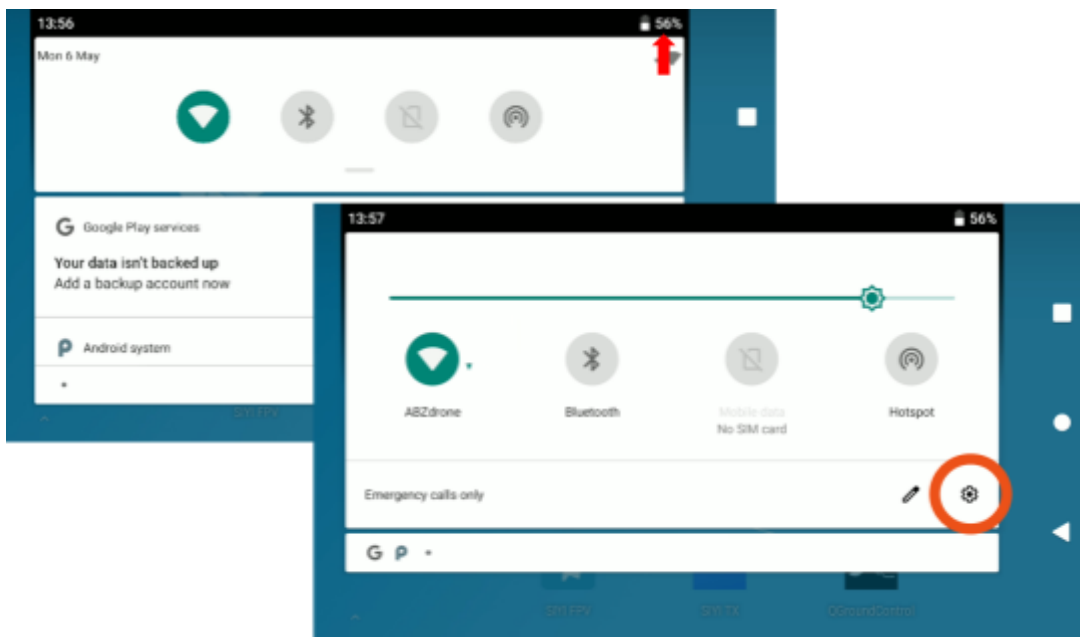 13:56
56%
Mon 6 May
Google Play services
Your data isn't backed up
Add a backup account now
Android system
SIYI FPV
13:57
56%
ABZdrone
Bluetooth
Mobile data
No SIM card
Hotspot
Emergency calls only
SIYI FPV
SIYI TX
QGroundControl